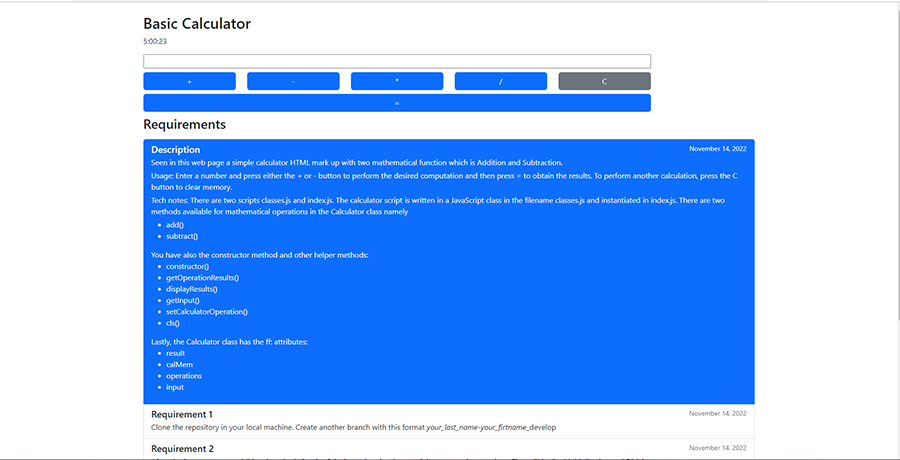 Basic Calculator
5:00:23
+ - * / C
=
Requirements
Description November 14, 2022
Seen in this web page a simple calculator HTML mark up with two mathematical function which is Addition and Subtraction.
Usage: Enter a number and press either the + or - button to perform the desired computation and then press = to obtain the results. To perform another calculation, press the C
button to clear memory.
Tech notes: There are two scripts classes.js and index.js. The calculator script is written in a JavaScript class in the filename classes.js and instantiated in index.js. There are two
methods available for mathematical operations in the Calculator class namely
• add()
• subtract()
You have also the constructor method and other helper methods:
• constructor()
• getOperationResults()
• displayResults()
• getInput()
• setCalculatorOperation()
• cls()
Lastly, the Calculator class has the ff: attributes:
• result
• calMem
• operations
• input
Requirement 1 November 14, 2022
Clone the repository in your local machine. Create another branch with this format your_last_name-your_firtname_develop
Requirement 2 November 14, 2022